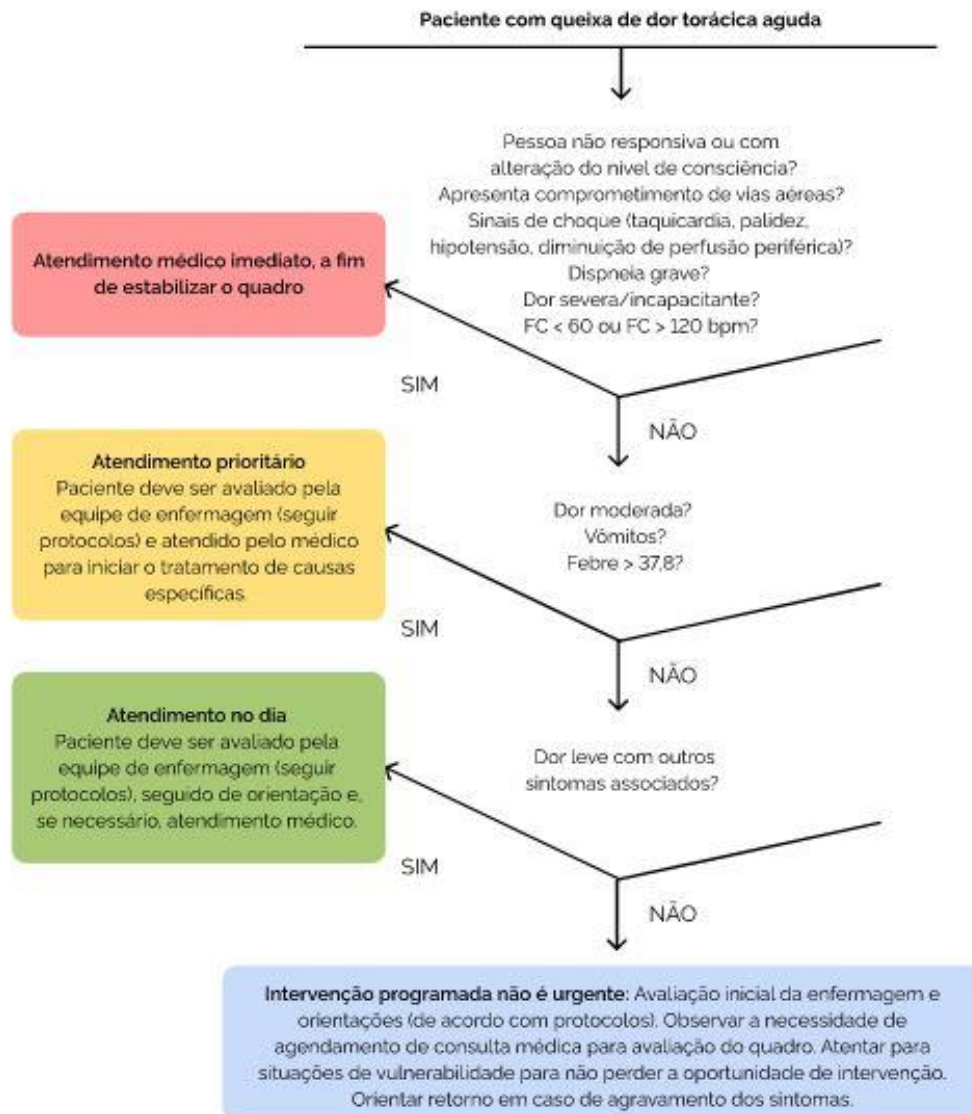 Paciente com queixa de dor torácica aguda
Pessoa não responsiva ou com
alteração do nível de consciência?
Apresenta comprometimento de vias aéreas?
Sinais de choque (taquicardia, palidez,
hipotensão, diminuição de perfusão periférica)?
Dispneia grave?
Dor severa/incapacitante?
FC < 60 ou FC > 120 bpm?
Atendimento médico imediato, a fim
de estabilizar o quadro
SIM
NÃO
Dor moderada?
Vômitos?
Febre > 37,8?
Atendimento prioritário
Paciente deve ser avaliado pela
equipe de enfermagem (seguir
protocolos) e atendido pelo médico
para iniciar o tratamento de causas
específicas.
SIM
NÃO
Dor leve com outros
sintomas associados?
Atendimento no dia
Paciente deve ser avaliado pela
equipe de enfermagem (seguir
protocolos), seguido de orientação e,
se necessário, atendimento médico.
SIM
NÃO
Intervenção programada não é urgente: Avaliação inicial da enfermagem e
orientações (de acordo com protocolos). Observar a necessidade de
agendamento de consulta médica para avaliação do quadro. Atentar para
situações de vulnerabilidade para não perder a oportunidade de intervenção.
Orientar retorno em caso de agravamento dos sintomas.